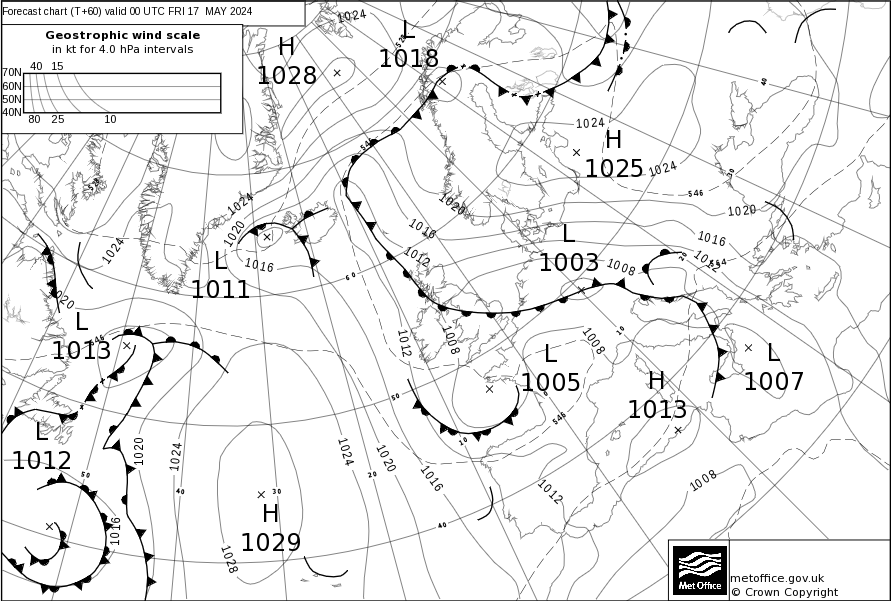 Forecast chart (T+60) valid 00 UTC FRI 17 MAY 2024
Geostrophic wind scale
in kt for 4.0 hPa intervals
40 15
70N
60N
50N
40N
80 25 10
H
1028
L
1018
1024
H
1025
1024
1024
546
1020
1016
1012
1020
1016
1012
L
1003
1008
1024
1020
1016
L
1011
1024
1020
L
1013
546
1012
1008
1008
L
1005
H
1013
L
1007
546
1008
1012
L
1012
1020
1024
1016
1028
H
1029
1024
1020
1016
50
40
30
20
40
50
60
10
10
40
metoffice.gov.uk
© Crown Copyright
Met Office